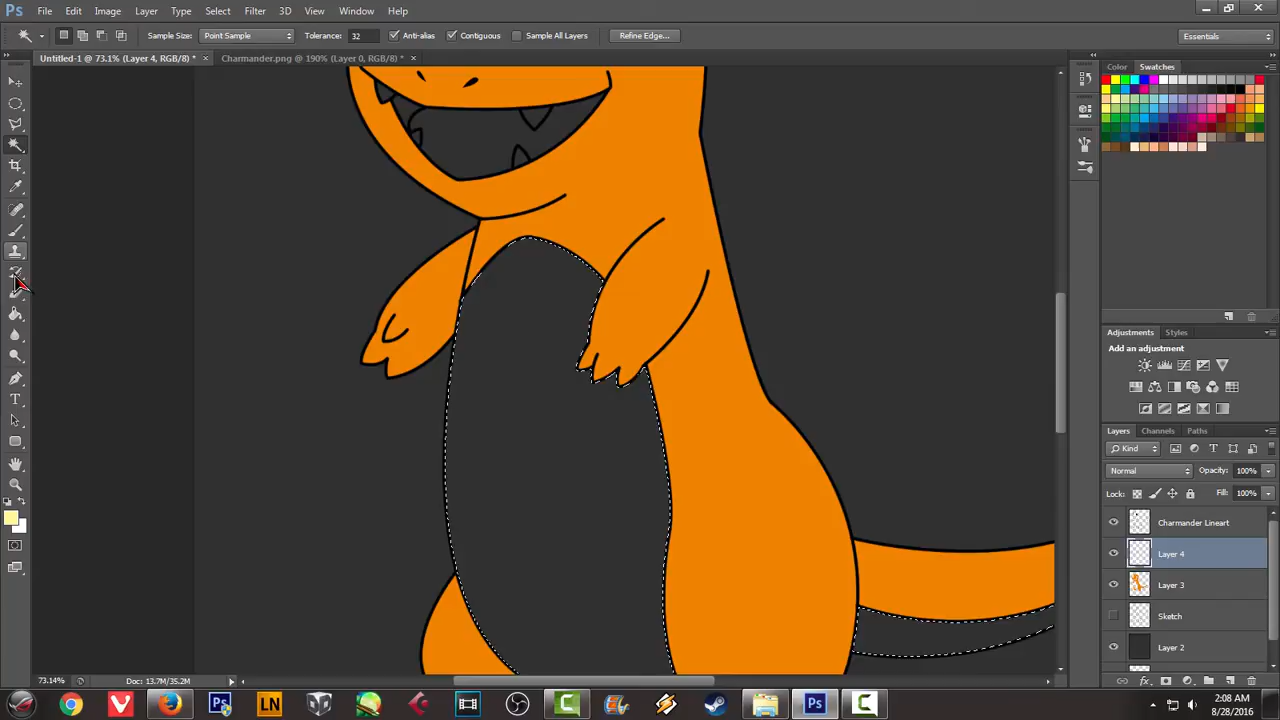 Ps File Edit Image Layer Type Select Filter 3D View Window Help
Sample Size: Point Sample Tolerance: 32 Anti-alias Contiguous Sample All Layers Refine Edge... Essentials
Untitled-1 @ 73.1% (Layer 4, RGB/8) * × Charmander.png @ 190% (Layer 0, RGB/8) * ×
Color Swatches
Adjustments Styles
Add an adjustment
Layers Channels Paths
Kind
Normal Opacity: 100%
Lock: Fill: 100%
Charmander Lineart
Layer 4
Layer 3
Sketch
Layer 2
73.14% Doc: 13.7M/35.2M
Ps LN Ps
2:08 AM
8/28/2016